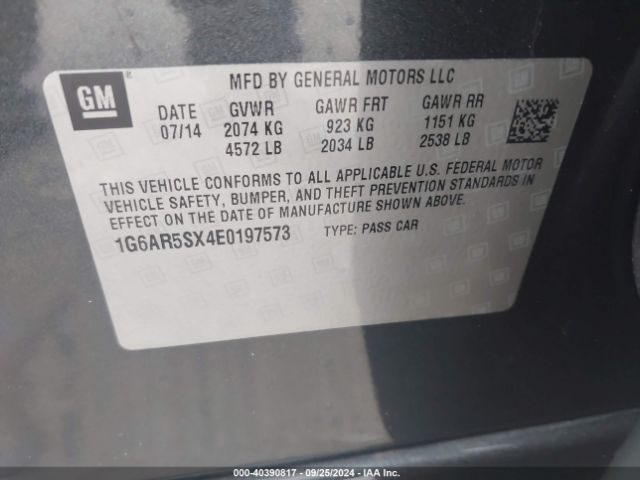 GM
®
MFD BY GENERAL MOTORS LLC
DATE GVWR GAWR FRT GAWR RR
07/14 2074 KG 923 KG 1151 KG
4572 LB 2034 LB 2538 LB
THIS VEHICLE CONFORMS TO ALL APPLICABLE U.S. FEDERAL MOTOR
VEHICLE SAFETY, BUMPER, AND THEFT PREVENTION STANDARDS IN
EFFECT ON THE DATE OF MANUFACTURE SHOWN ABOVE.
1G6AR5SX4E0197573 TYPE: PASS CAR
© - 40390817 - 09/25/2024 - IAA Inc.